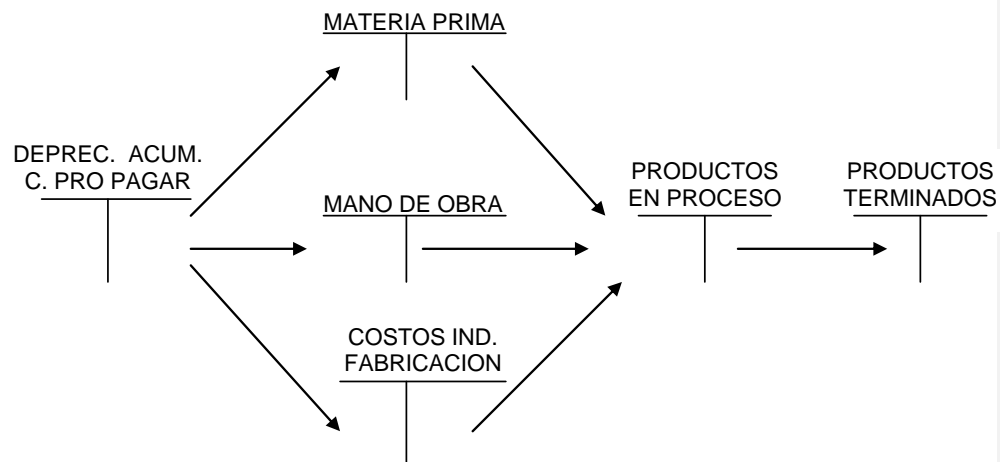 MATERIA PRIMA
DEPREC. ACUM.
C. PRO PAGAR
MANO DE OBRA
PRODUCTOS
EN PROCESO
PRODUCTOS
TERMINADOS
COSTOS IND.
FABRICACION